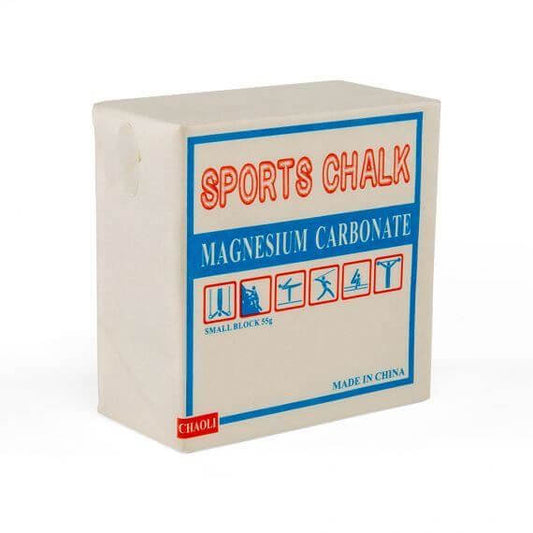 SPORTS CHALK
MAGNESIUM CARBONATE
SMALL BLOCK 55g
MADE IN CHINA
CHAOLI